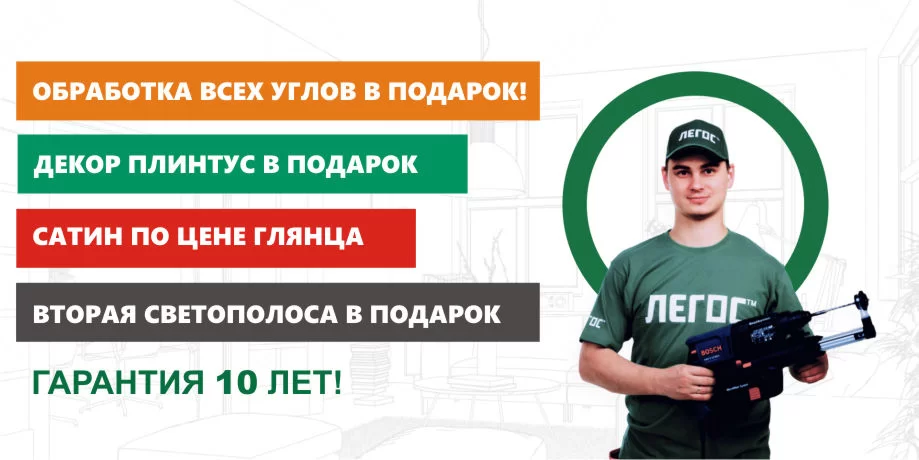 ОБРАБОТКА ВСЕХ УГЛОВ В ПОДАРОК!
ДЕКОР ПЛИНТУС В ПОДАРОК
САТИН ПО ЦЕНЕ ГЛЯНЦА
ВТОРАЯ СВЕТОПОЛОСА В ПОДАРОК
ГАРАНТИЯ 10 ЛЕТ!
ЛЕГОС
ЛЕГОС™
ЛЕГОС
BOSCH